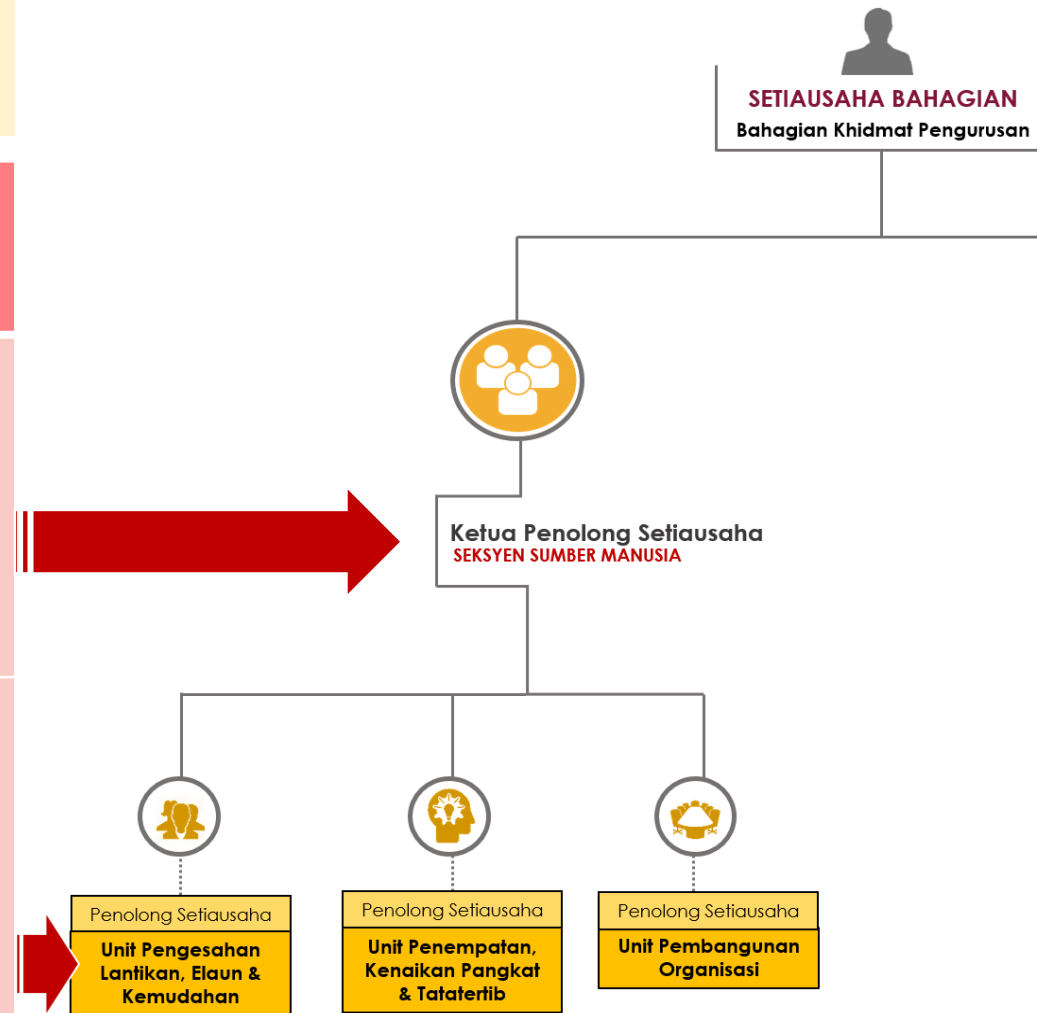 SETIAUSAHA BAHAGIAN
Bahagian Khidmat Pengurusan
Ketua Penolong Setiausaha
SEKSYEN SUMBER MANUSIA
Penolong Setiausaha
Unit Pengesahan
Lantikan, Elaun &
Kemudahan
Penolong Setiausaha
Unit Penempatan,
Kenaikan Pangkat
& Tatatertib
Penolong Setiausaha
Unit Pembangunan
Organisasi